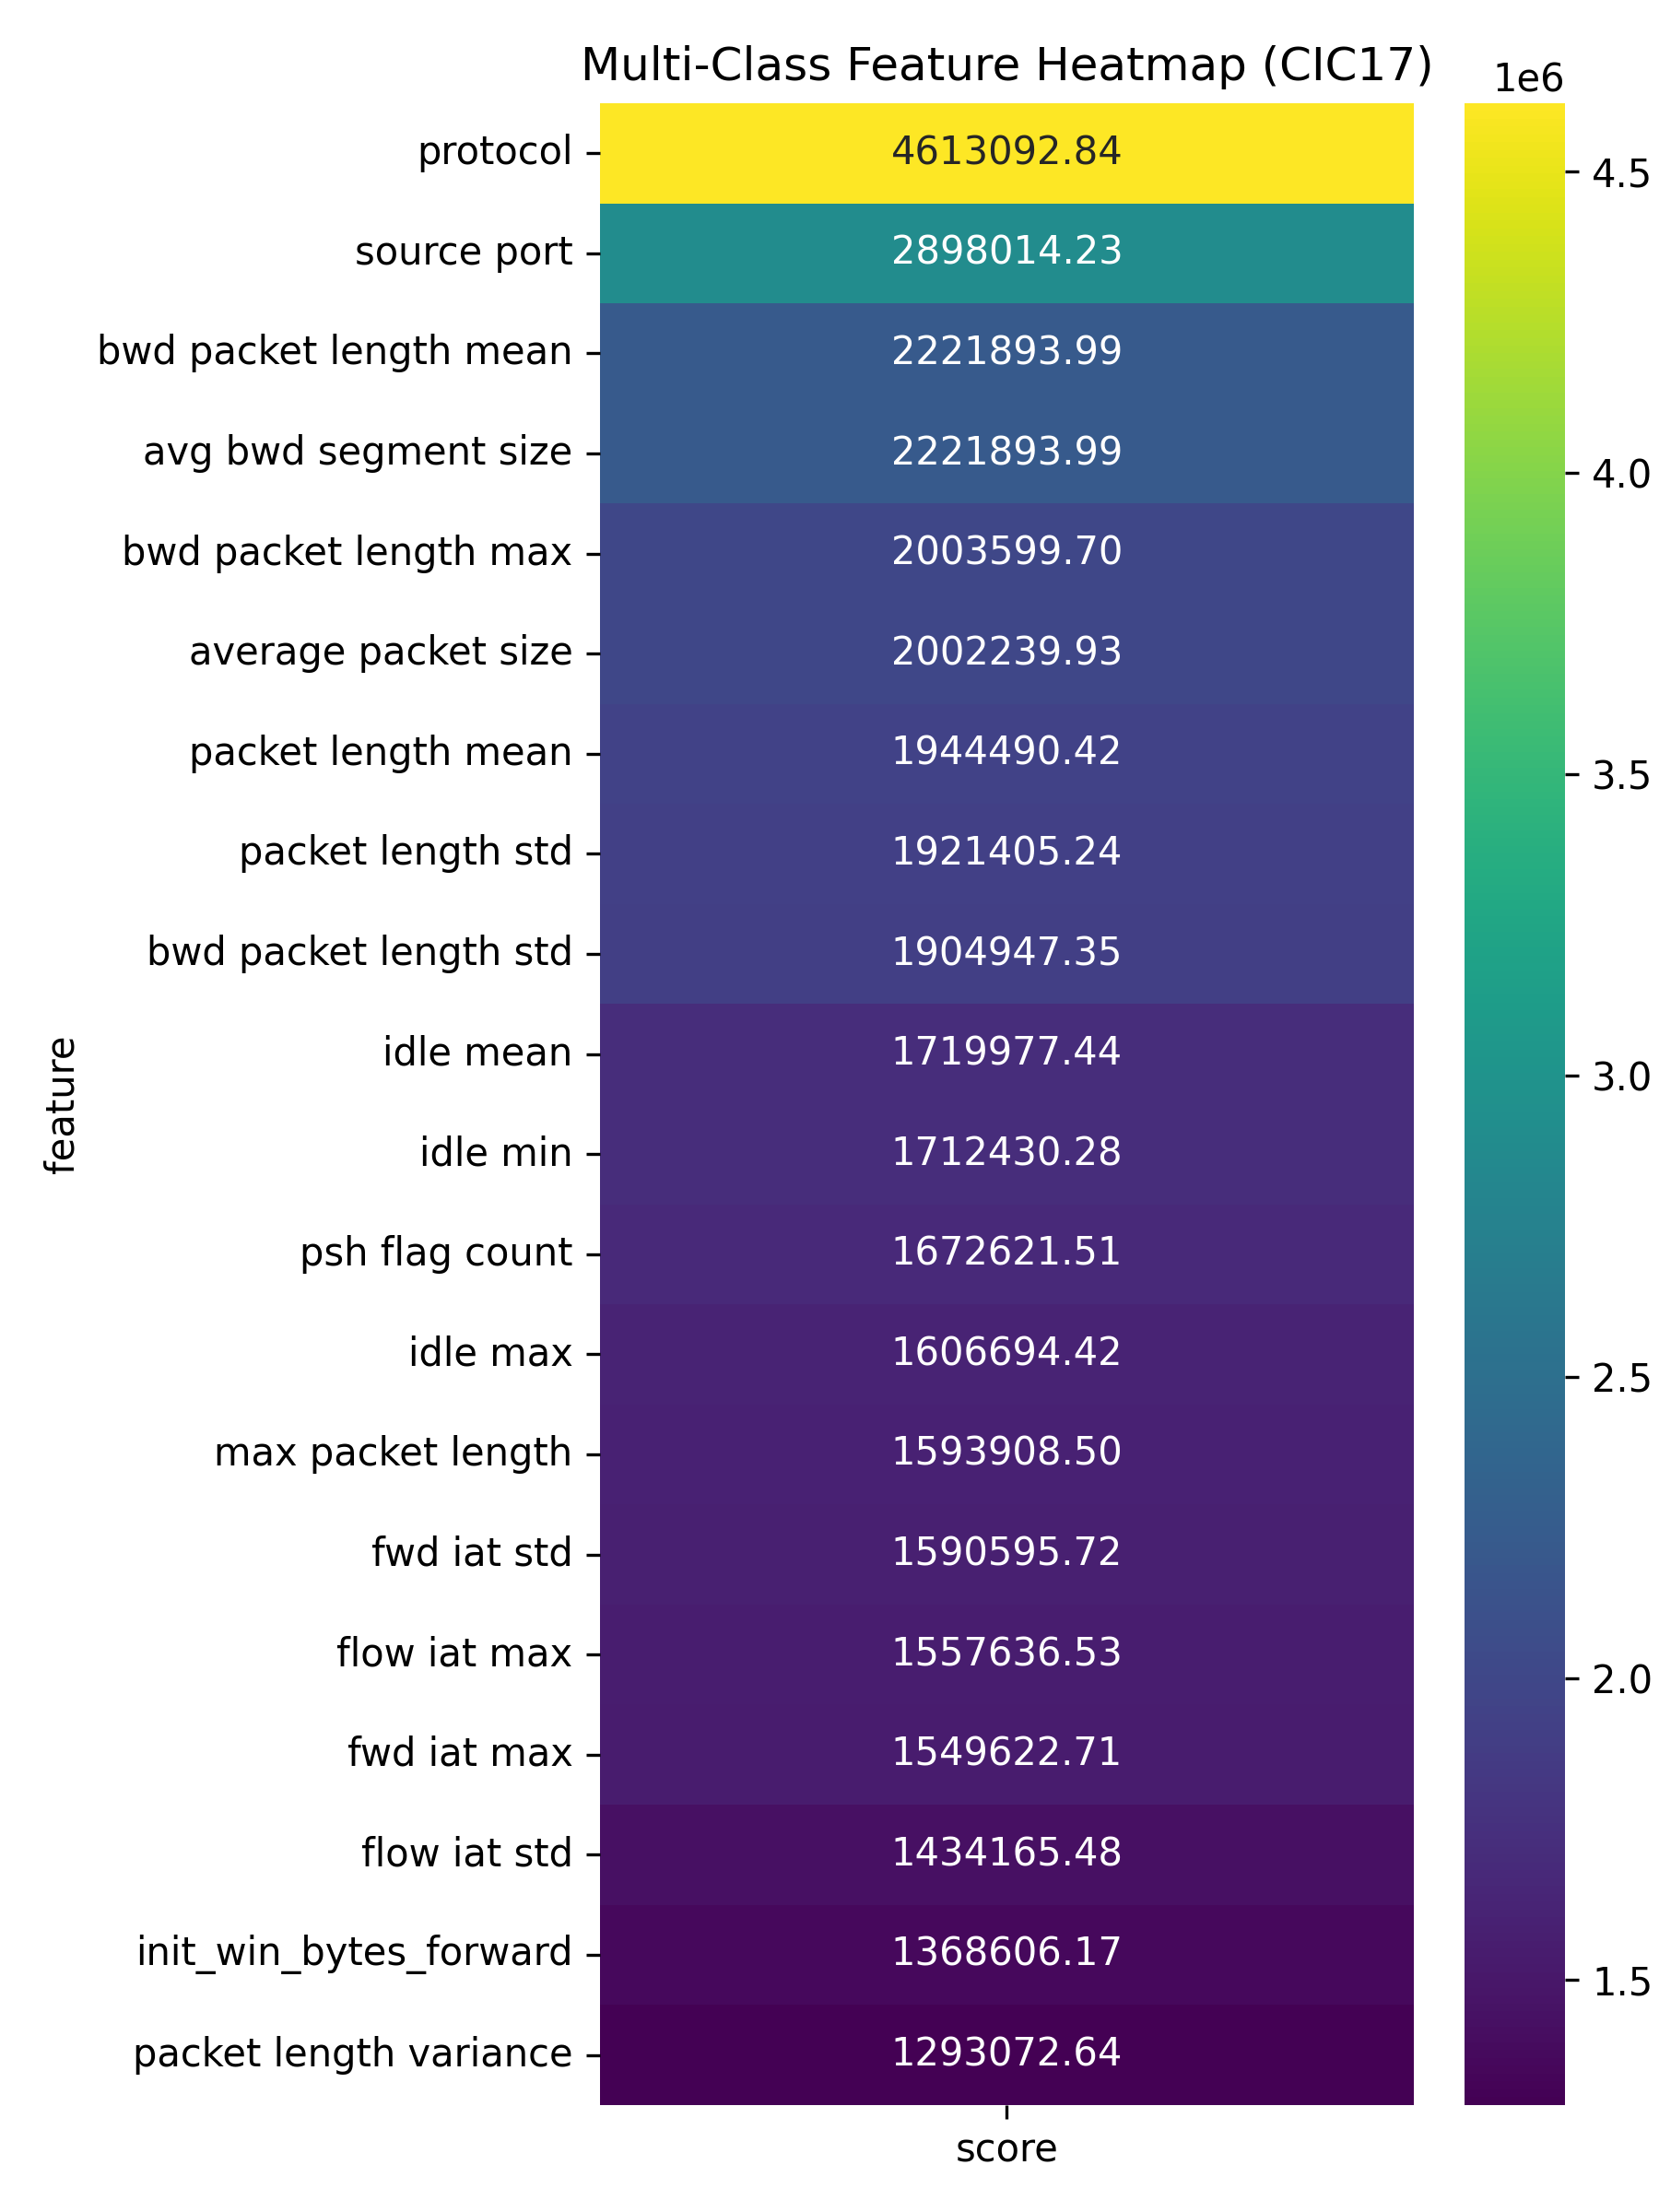 Multi-Class Feature Heatmap (CIC17)
1e6
protocol 4613092.84
source port 2898014.23
bwd packet length mean 2221893.99
avg bwd segment size 2221893.99
bwd packet length max 2003599.70
average packet size 2002239.93
packet length mean 1944490.42
packet length std 1921405.24
bwd packet length std 1904947.35
idle mean 1719977.44
idle min 1712430.28
psh flag count 1672621.51
idle max 1606694.42
max packet length 1593908.50
fwd iat std 1590595.72
flow iat max 1557636.53
fwd iat max 1549622.71
flow iat std 1434165.48
init_win_bytes_forward 1368606.17
packet length variance 1293072.64
feature
score
4.5
4.0
3.5
3.0
2.5
2.0
1.5